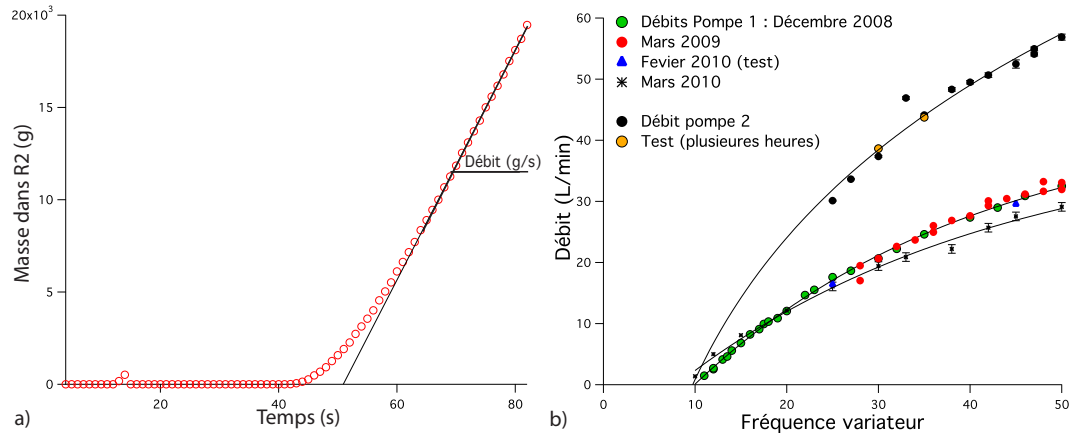 20x10³
15
10
5
0
Masse dans R2 (g)
Débit (g/s)
20
40
60
80
Temps (s)
a)
60
50
40
30
20
10
0
Débit (L/min)
Débits Pompe 1 : Décembre 2008
Mars 2009
Fevier 2010 (test)
Mars 2010
Débit pompe 2
Test (plusieures heures)
0
10
20
30
40
50
Fréquence variateur
b)